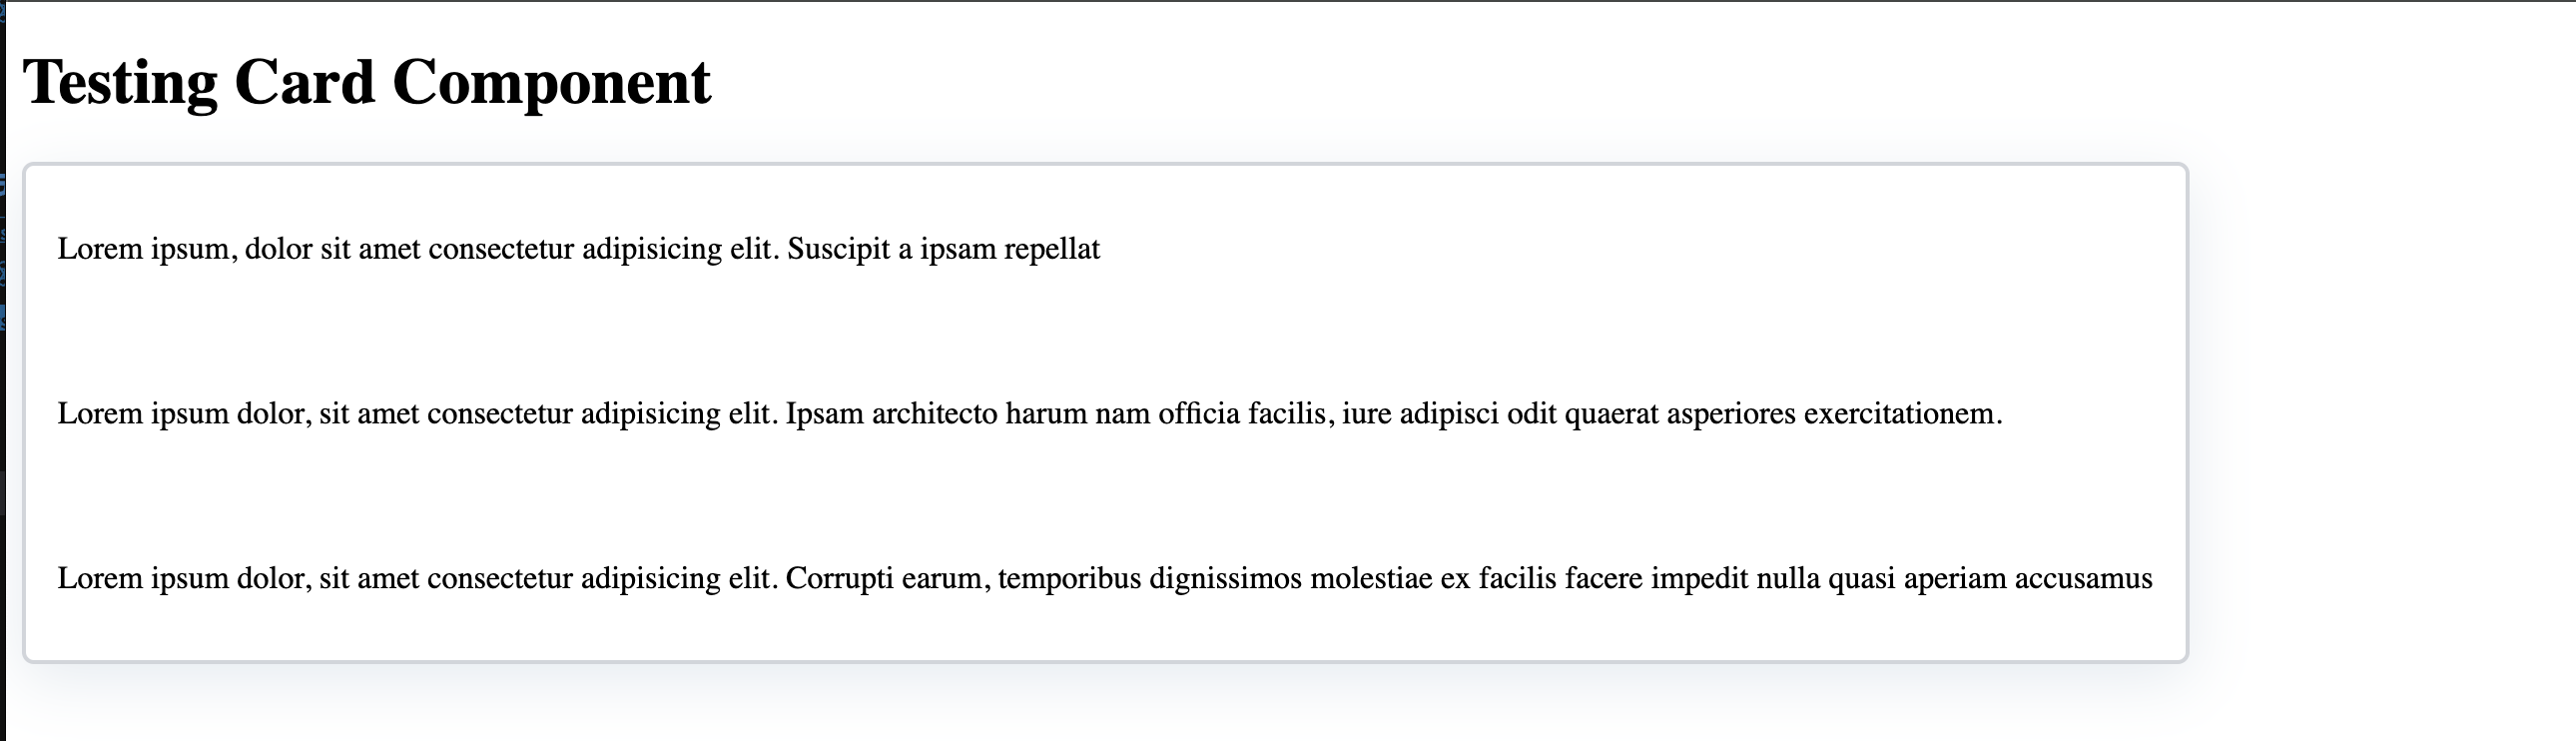 Testing Card Component
Lorem ipsum, dolor sit amet consectetur adipisicing elit. Suscipit a ipsam repellat
Lorem ipsum dolor, sit amet consectetur adipisicing elit. Ipsam architecto harum nam officia facilis, iure adipisci odit quaerat asperiores exercitationem.
Lorem ipsum dolor, sit amet consectetur adipisicing elit. Corrupti earum, temporibus dignissimos molestiae ex facilis facere impedit nulla quasi aperiam accusamus